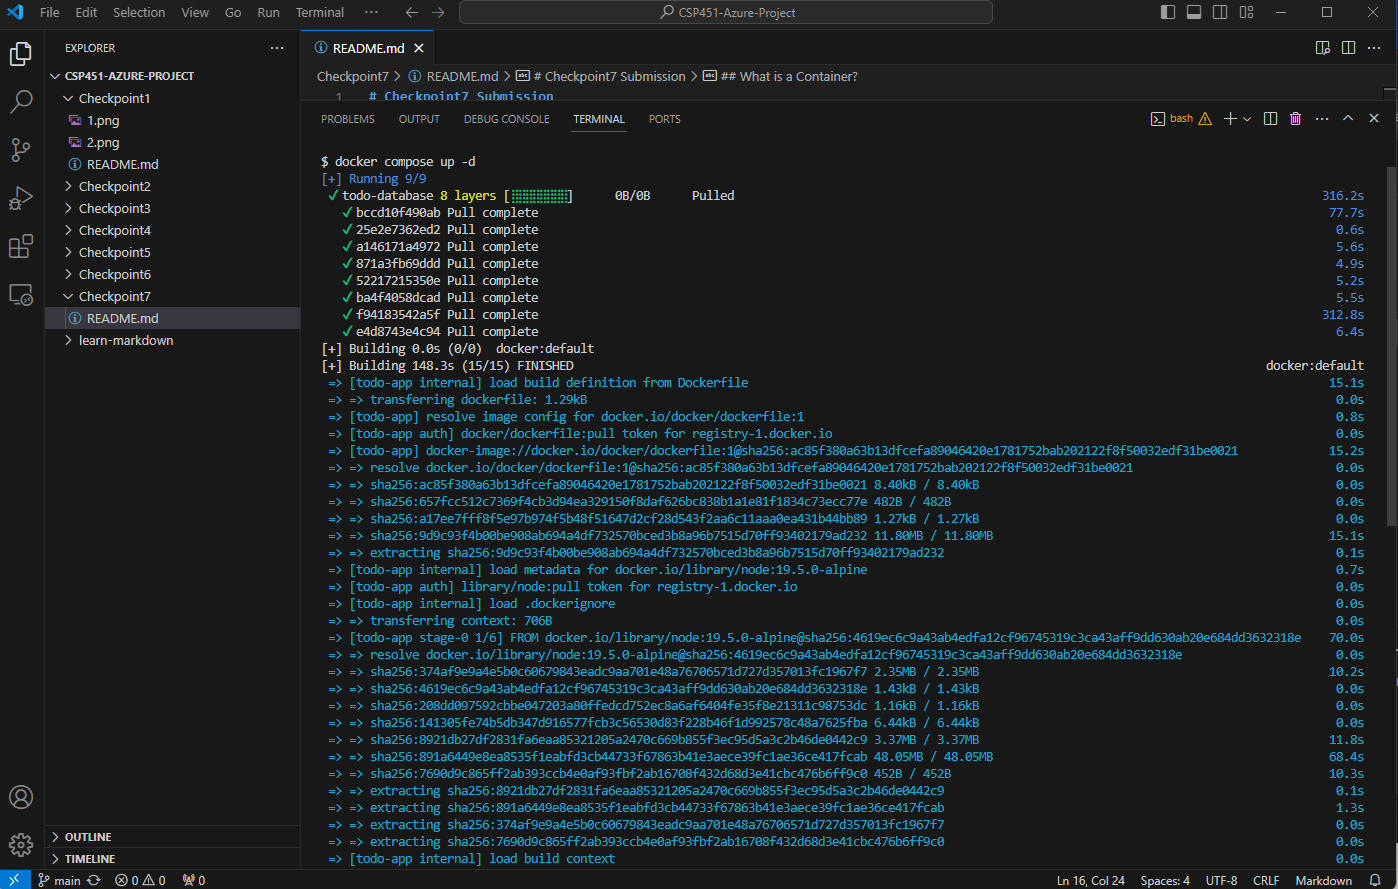 File Edit Selection View Go Run Terminal ··· CSP451-Azure-Project
EXPLORER ···
CSP451-AZURE-PROJECT
Checkpoint1
1.png
2.png
README.md
Checkpoint2
Checkpoint3
Checkpoint4
Checkpoint5
Checkpoint6
Checkpoint7
README.md
learn-markdown
OUTLINE
TIMELINE
README.md
Checkpoint7 > README.md > # Checkpoint7 Submission > ## What is a Container?
1 # Checkpoint7 Submission
PROBLEMS OUTPUT DEBUG CONSOLE TERMINAL PORTS bash
$ docker compose up -d
[+] Running 9/9
✓ todo-database 8 layers [⣿⣿⣿⣿⣿⣿⣿⣿] 0B/0B Pulled 316.2s
✓ bccd10f490ab Pull complete 77.7s
✓ 25e2e7362ed2 Pull complete 0.6s
✓ a146171a4972 Pull complete 5.6s
✓ 871a3fb69ddd Pull complete 4.9s
✓ 52217215350e Pull complete 5.2s
✓ ba4f4058dcad Pull complete 5.5s
✓ f94183542a5f Pull complete 312.8s
✓ e4d8743e4c94 Pull complete 6.4s
[+] Building 0.0s (0/0) docker:default
[+] Building 148.3s (15/15) FINISHED docker:default
=> [todo-app internal] load build definition from Dockerfile 15.1s
=> => transferring dockerfile: 1.29kB 0.0s
=> [todo-app] resolve image config for docker.io/docker/dockerfile:1 0.8s
=> [todo-app auth] docker/dockerfile:pull token for registry-1.docker.io 0.0s
=> [todo-app] docker-image://docker.io/docker/dockerfile:1@sha256:ac85f380a63b13dfcefa89046420e1781752bab202122f8f50032edf31be0021 15.2s
=> => resolve docker.io/docker/dockerfile:1@sha256:ac85f380a63b13dfcefa89046420e1781752bab202122f8f50032edf31be0021 0.0s
=> => sha256:ac85f380a63b13dfcefa89046420e1781752bab202122f8f50032edf31be0021 8.40kB / 8.40kB 0.0s
=> => sha256:657fcc512c7369f4cb3d94ea329150f8daf626bc838b1a1e81f1834c73ecc77e 482B / 482B 0.0s
=> => sha256:a17ee7fff8f5e97b974f5b48f51647d2cf28d543f2aa6c11aaa0ea431b44bb89 1.27kB / 1.27kB 0.0s
=> => sha256:9d9c93f4b00be908ab694a4df732570bced3b8a96b7515d70ff93402179ad232 11.80MB / 11.80MB 15.1s
=> => extracting sha256:9d9c93f4b00be908ab694a4df732570bced3b8a96b7515d70ff93402179ad232 0.1s
=> [todo-app internal] load metadata for docker.io/library/node:19.5.0-alpine 0.7s
=> [todo-app auth] library/node:pull token for registry-1.docker.io 0.0s
=> [todo-app internal] load .dockerignore 0.0s
=> => transferring context: 706B 0.0s
=> [todo-app stage-0 1/6] FROM docker.io/library/node:19.5.0-alpine@sha256:4619ec6c9a43ab4edfa12cf96745319c3ca43aff9dd630ab20e684dd3632318e 70.0s
=> => resolve docker.io/library/node:19.5.0-alpine@sha256:4619ec6c9a43ab4edfa12cf96745319c3ca43aff9dd630ab20e684dd3632318e 0.0s
=> => sha256:374af9e9a4e5b0c60679843eadc9aa701e48a76706571d727d357013fc1967f7 2.35MB / 2.35MB 10.2s
=> => sha256:4619ec6c9a43ab4edfa12cf96745319c3ca43aff9dd630ab20e684dd3632318e 1.43kB / 1.43kB 0.0s
=> => sha256:208dd097592cbbe047203a80ffedcd752ec8a6af6404fe35f8e21311c98753dc 1.16kB / 1.16kB 0.0s
=> => sha256:141305fe74b5db347d916577fcb3c56530d83f228b46f1d992578c48a7625fba 6.44kB / 6.44kB 0.0s
=> => sha256:8921db27df2831fa6eaa85321205a2470c669b855f3ec95d5a3c2b46de0442c9 3.37MB / 3.37MB 11.8s
=> => sha256:891a6449e8ea8535f1eabfd3cb44733f67863b41e3aece39fc1ae36ce417fcab 48.05MB / 48.05MB 68.4s
=> => sha256:7690d9c865ff2ab393ccb4e0af93fbf2ab16708f432d68d3e41cbc476b6ff9c0 452B / 452B 10.3s
=> => extracting sha256:8921db27df2831fa6eaa85321205a2470c669b855f3ec95d5a3c2b46de0442c9 0.1s
=> => extracting sha256:891a6449e8ea8535f1eabfd3cb44733f67863b41e3aece39fc1ae36ce417fcab 1.3s
=> => extracting sha256:374af9e9a4e5b0c60679843eadc9aa701e48a76706571d727d357013fc1967f7 0.0s
=> => extracting sha256:7690d9c865ff2ab393ccb4e0af93fbf2ab16708f432d68d3e41cbc476b6ff9c0 0.0s
=> [todo-app internal] load build context 0.0s
main 0 0 0 Ln 16, Col 24 Spaces: 4 UTF-8 CRLF Markdown